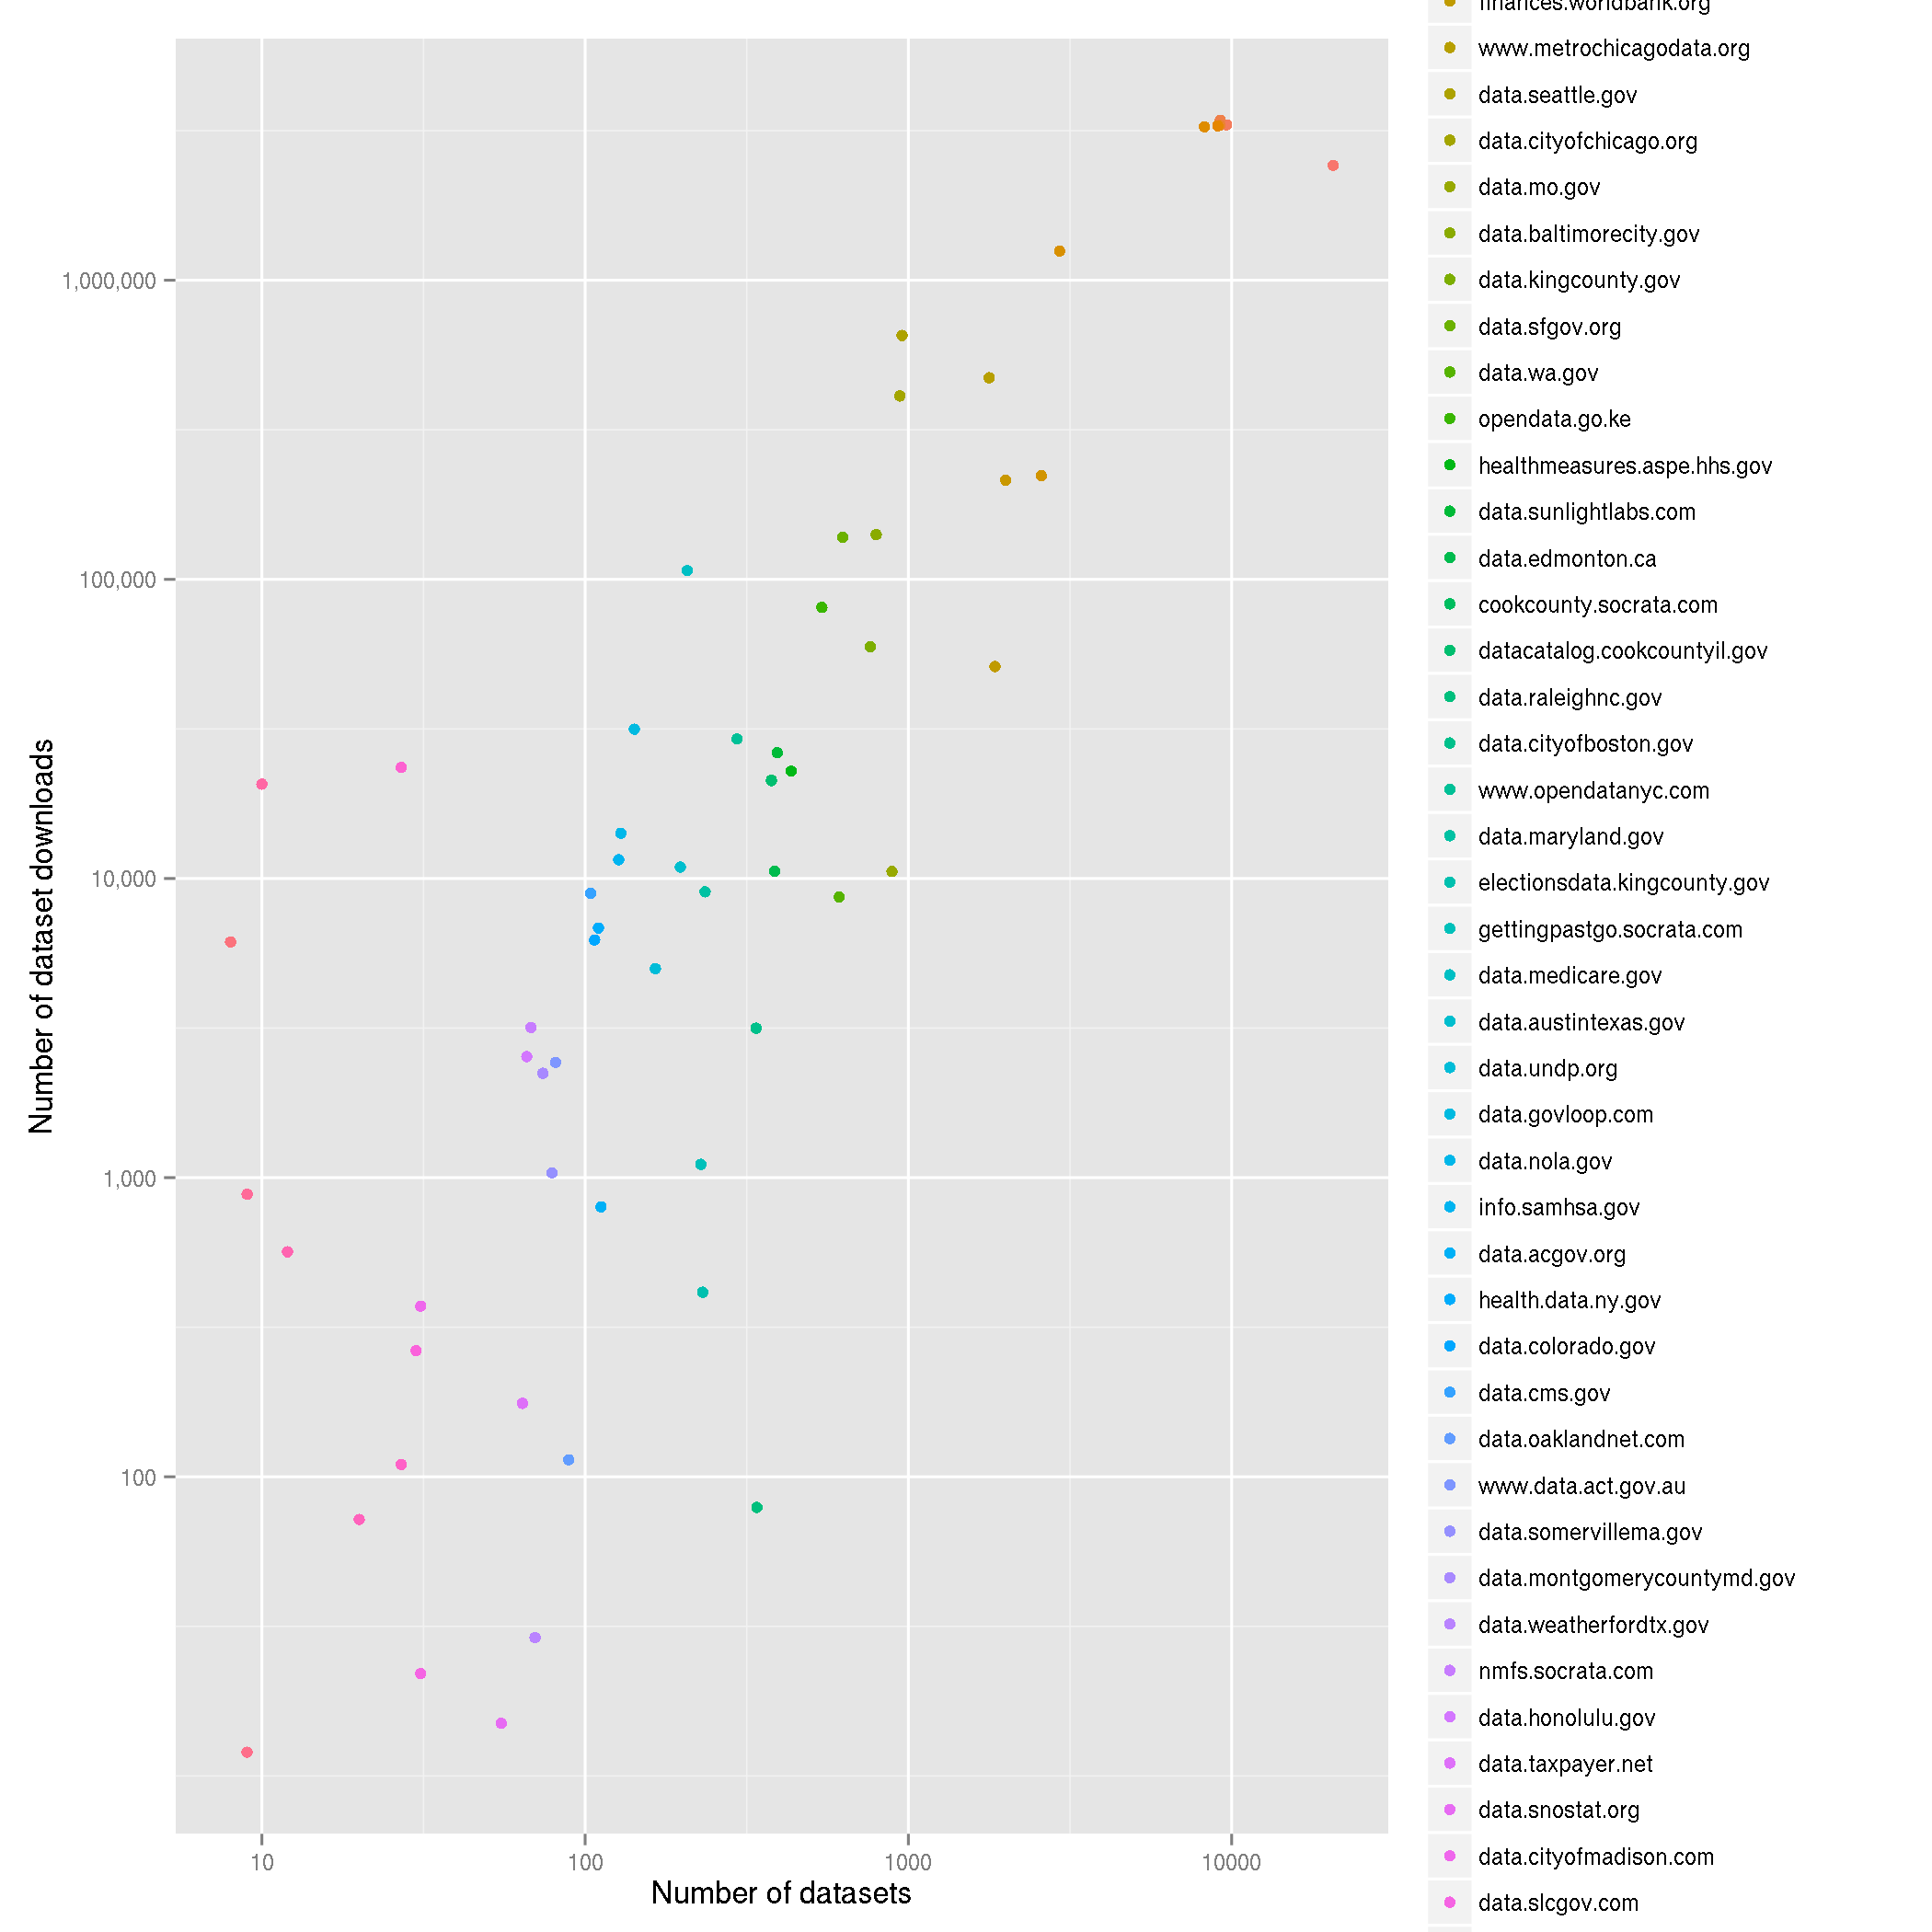 Number of dataset downloads
1,000,000
100,000
10,000
1,000
100
10
100
1000
10000
Number of datasets
finances.worldbank.org
www.metrochicagodata.org
data.seattle.gov
data.cityofchicago.org
data.mo.gov
data.baltimorecity.gov
data.kingcounty.gov
data.sfgov.org
data.wa.gov
opendata.go.ke
healthmeasures.aspe.hhs.gov
data.sunlightlabs.com
data.edmonton.ca
cookcounty.socrata.com
datacatalog.cookcountyil.gov
data.raleighnc.gov
data.cityofboston.gov
www.opendatanyc.com
data.maryland.gov
electionsdata.kingcounty.gov
gettingpastgo.socrata.com
data.medicare.gov
data.austintexas.gov
data.undp.org
data.govloop.com
data.nola.gov
info.samhsa.gov
data.acgov.org
health.data.ny.gov
data.colorado.gov
data.cms.gov
data.oaklandnet.com
www.data.act.gov.au
data.somervillema.gov
data.montgomerycountymd.gov
data.weatherfordtx.gov
nmfs.socrata.com
data.honolulu.gov
data.taxpayer.net
data.snostat.org
data.cityofmadison.com
data.slcgov.com